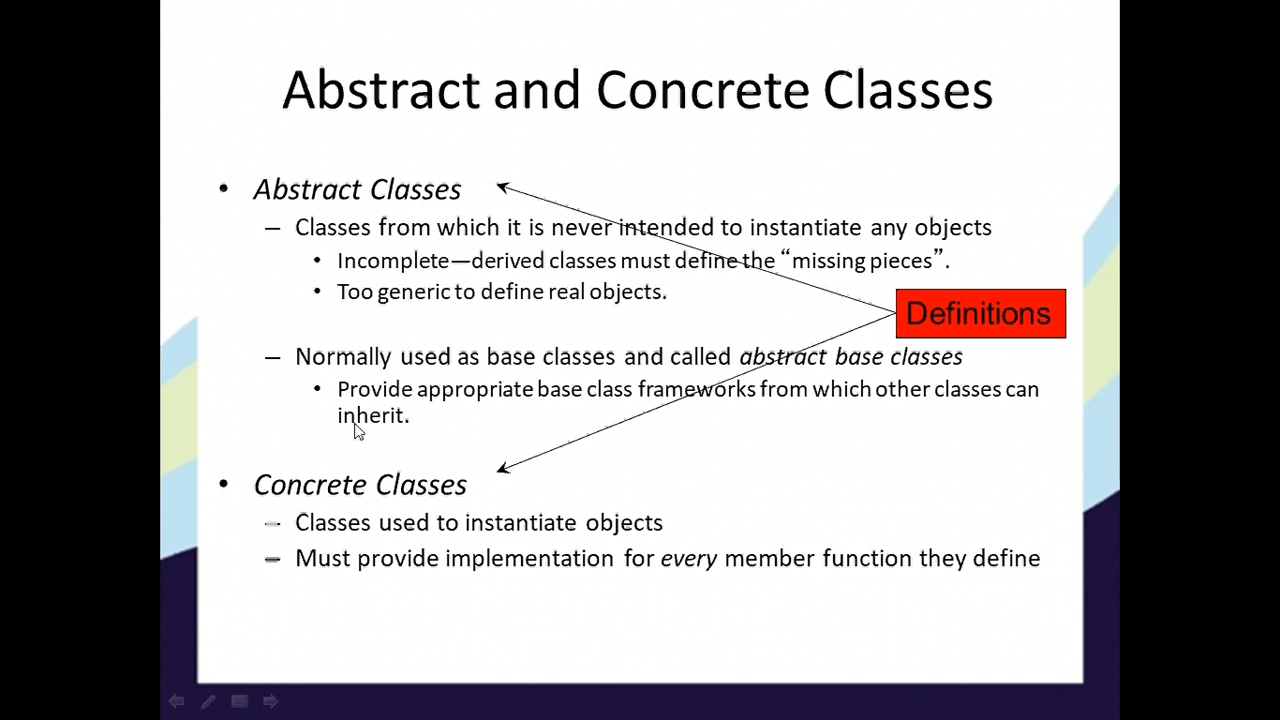 Abstract and Concrete Classes
• Abstract Classes
– Classes from which it is never intended to instantiate any objects
• Incomplete—derived classes must define the “missing pieces”.
• Too generic to define real objects.
Definitions
– Normally used as base classes and called abstract base classes
• Provide appropriate base class frameworks from which other classes can
inherit.
• Concrete Classes
– Classes used to instantiate objects
– Must provide implementation for every member function they define